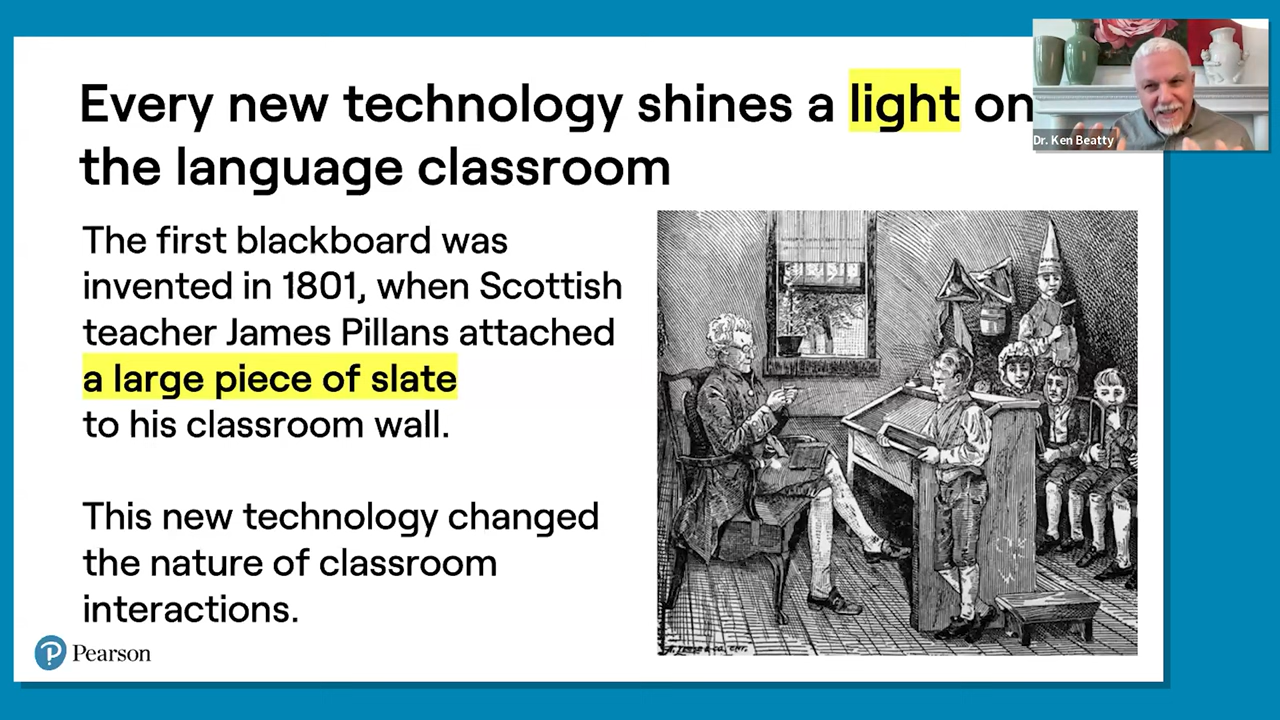 Every new technology shines a light on
the language classroom
Dr. Ken Beatty
The first blackboard was
invented in 1801, when Scottish
teacher James Pillans attached
a large piece of slate
to his classroom wall.
This new technology changed
the nature of classroom
interactions.
Pearson